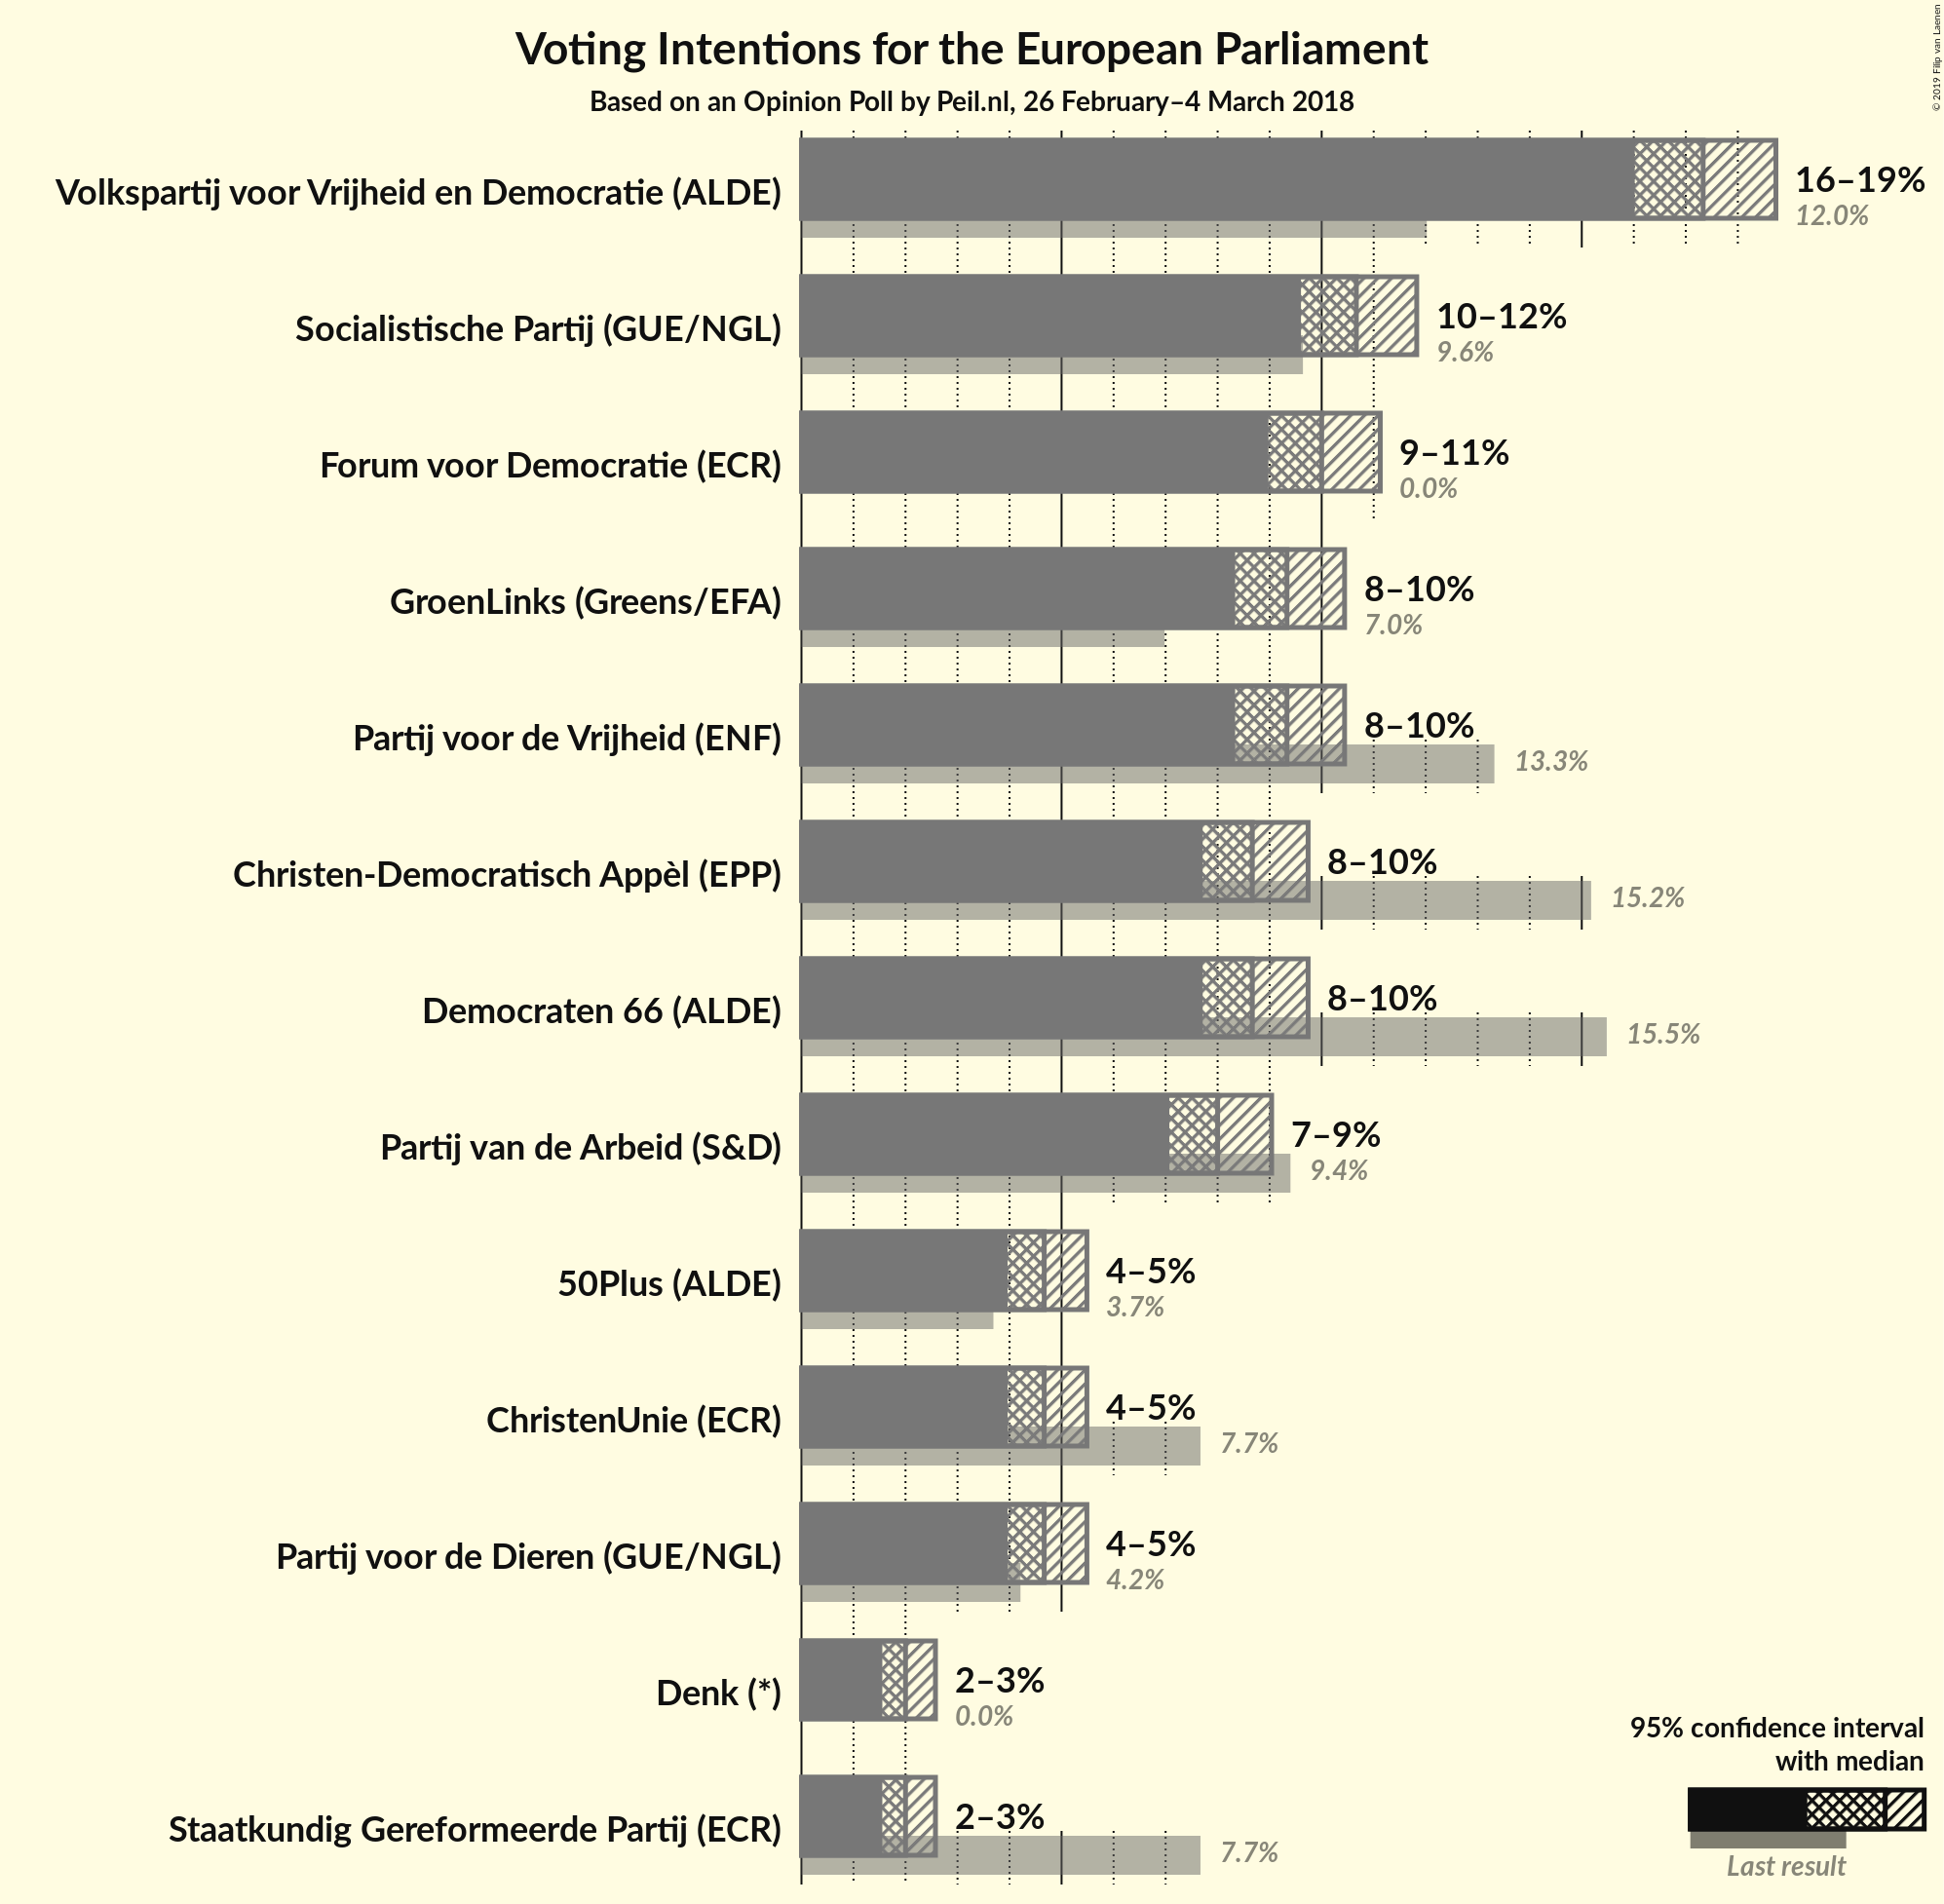 Voting Intentions for the European Parliament
Based on an Opinion Poll by Peil.nl, 26 February–4 March 2018
© 2019 Filip van Laenen
Volkspartij voor Vrijheid en Democratie (ALDE)
16–19%
12.0%
Socialistische Partij (GUE/NGL)
10–12%
9.6%
Forum voor Democratie (ECR)
9–11%
0.0%
GroenLinks (Greens/EFA)
8–10%
7.0%
Partij voor de Vrijheid (ENF)
8–10%
13.3%
Christen-Democratisch Appèl (EPP)
8–10%
15.2%
Democraten 66 (ALDE)
8–10%
15.5%
Partij van de Arbeid (S&D)
7–9%
9.4%
50Plus (ALDE)
4–5%
3.7%
ChristenUnie (ECR)
4–5%
7.7%
Partij voor de Dieren (GUE/NGL)
4–5%
4.2%
Denk (*)
2–3%
0.0%
Staatkundig Gereformeerde Partij (ECR)
2–3%
7.7%
95% confidence interval
with median
Last result